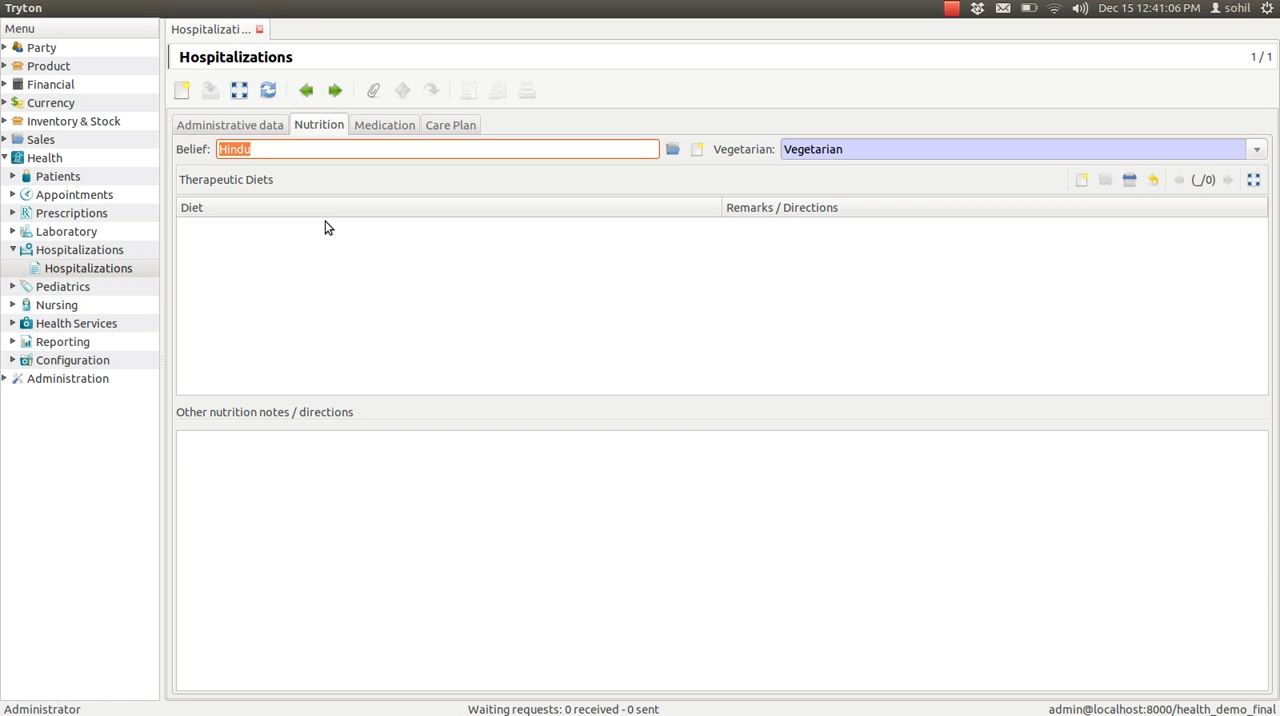 Tryton
Dec 15 12:41:06 PM sohil
Menu
Party
Product
Financial
Currency
Inventory & Stock
Sales
Health
Patients
Appointments
Prescriptions
Laboratory
Hospitalizations
Hospitalizations
Pediatrics
Nursing
Health Services
Reporting
Configuration
Administration
Hospitalizati ...
Hospitalizations 1 / 1
Administrative data Nutrition Medication Care Plan
Belief: Hindu Vegetarian: Vegetarian
Therapeutic Diets (_/0)
Diet Remarks / Directions
Other nutrition notes / directions
Administrator Waiting requests: 0 received - 0 sent admin@localhost:8000/health_demo_final